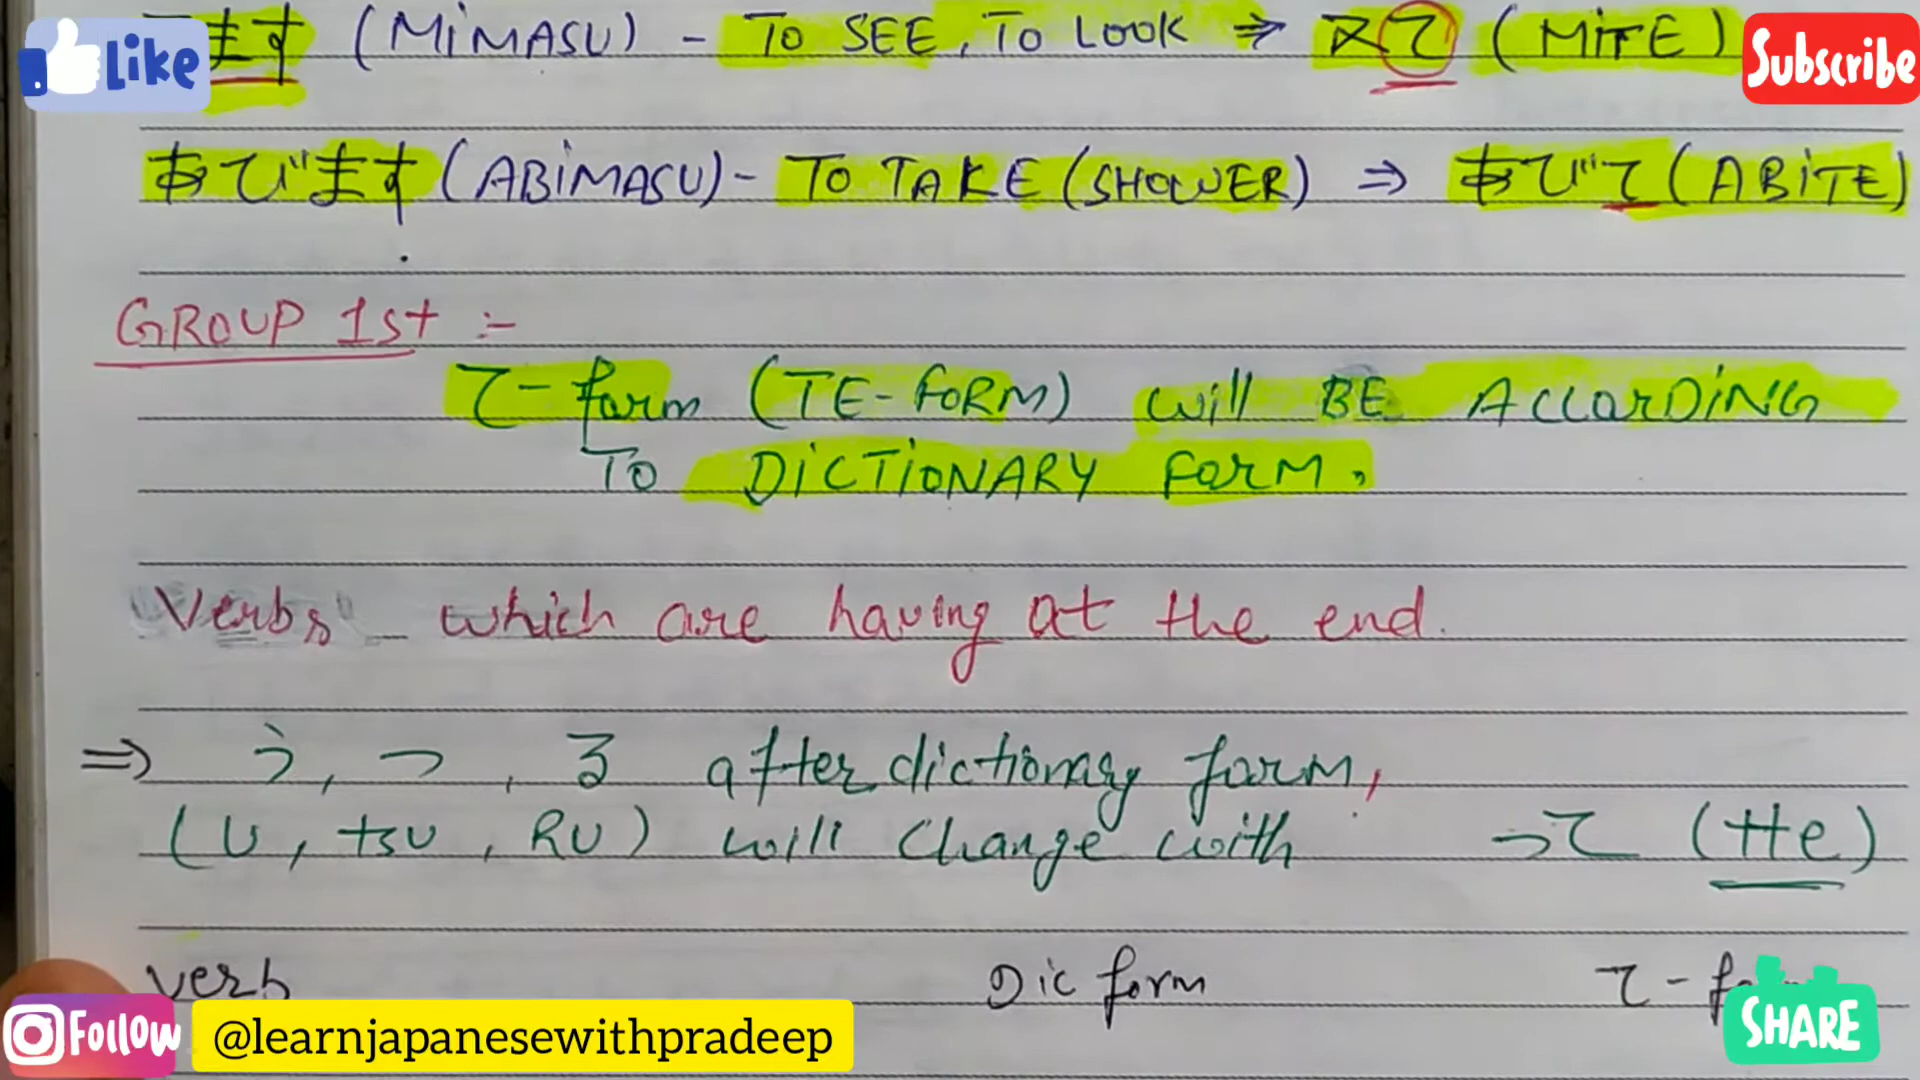 Like
ます (MiMASU) - TO SEE, To Look ⇒ みて (MiTE)
Subscribe
あびます (ABiMASU) - To TAKE (SHOWER) ⇒ あびて (ABiTE)
GROUP 1st :-
て-form (TE-FORM) will BE ACCORDiNG
To DiCTiONARY FORM.
Verbs which are having at the end.
⇒ う, つ, る after dictionary form,
(U, tsU, RU) will Change with って (tte)
verb Dic form て-
SHARE
Follow @learnjapanesewithpradeep